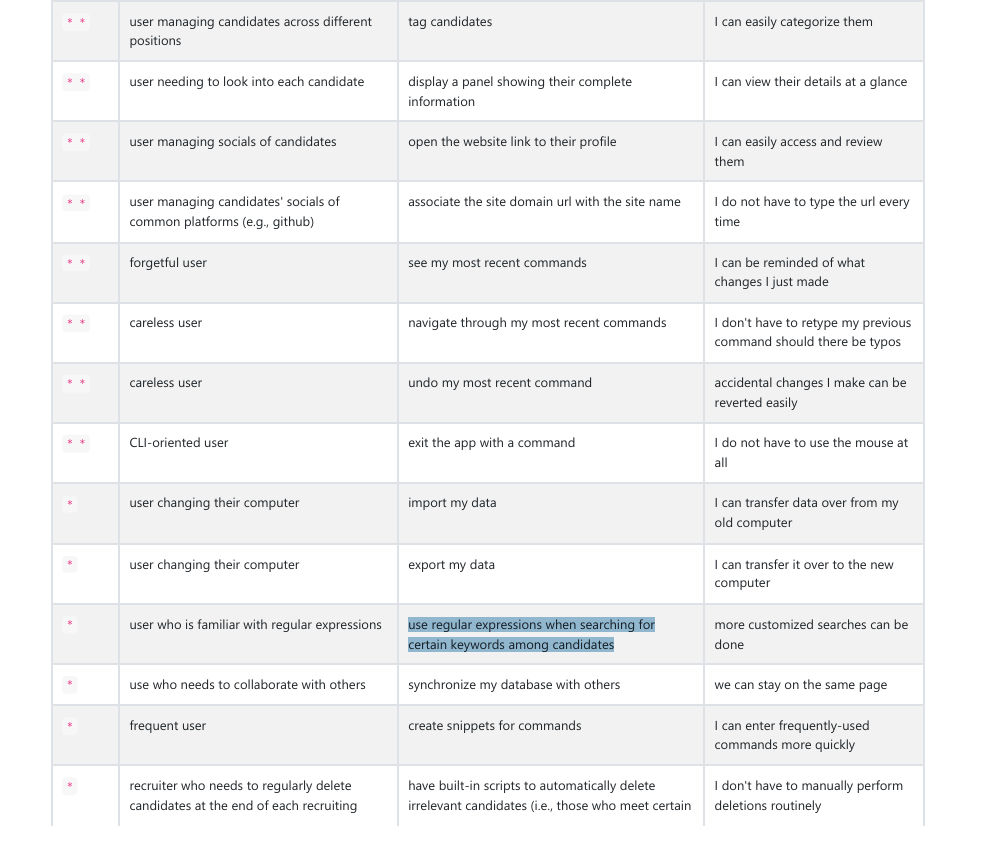 * * user managing candidates across different tag candidates I can easily categorize them
positions
* * user needing to look into each candidate display a panel showing their complete I can view their details at a glance
information
* * user managing socials of candidates open the website link to their profile I can easily access and review
them
* * user managing candidates' socials of associate the site domain url with the site name I do not have to type the url every
common platforms (e.g., github) time
* * forgetful user see my most recent commands I can be reminded of what
changes I just made
* * careless user navigate through my most recent commands I don't have to retype my previous
command should there be typos
* * careless user undo my most recent command accidental changes I make can be
reverted easily
* * CLI-oriented user exit the app with a command I do not have to use the mouse at
all
* user changing their computer import my data I can transfer data over from my
old computer
* user changing their computer export my data I can transfer it over to the new
computer
* user who is familiar with regular expressions use regular expressions when searching for more customized searches can be
certain keywords among candidates done
* use who needs to collaborate with others synchronize my database with others we can stay on the same page
* frequent user create snippets for commands I can enter frequently-used
commands more quickly
* recruiter who needs to regularly delete have built-in scripts to automatically delete I don't have to manually perform
candidates at the end of each recruiting irrelevant candidates (i.e., those who meet certain deletions routinely